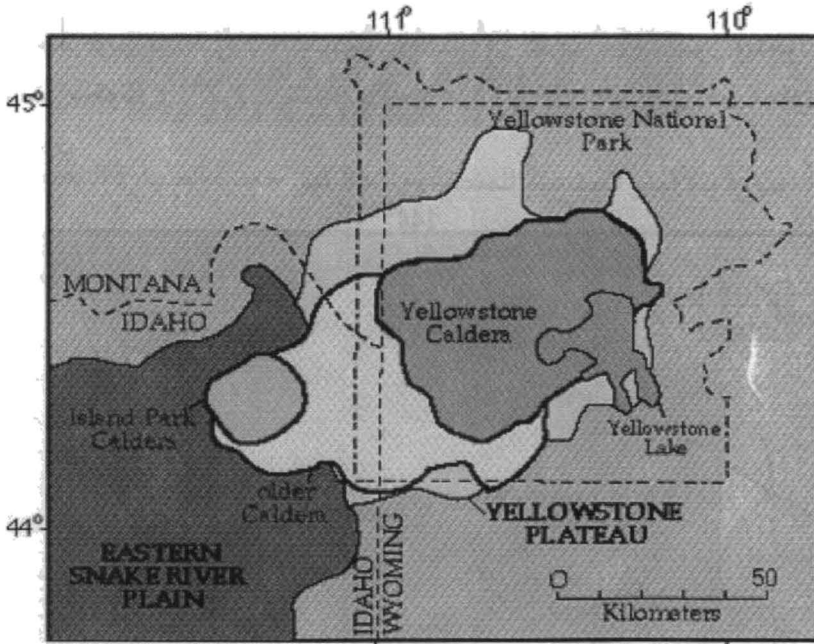 111° 110°
45°
Yellowstone National
Park
MONTANA
IDAHO
Yellowstone
Caldera
Island Park
Caldera
Yellowstone
Lake
older
Caldera
44°
YELLOWSTONE
PLATEAU
EASTERN
SNAKE RIVER
PLAIN
IDAHO
WYOMING
0 50
Kilometers